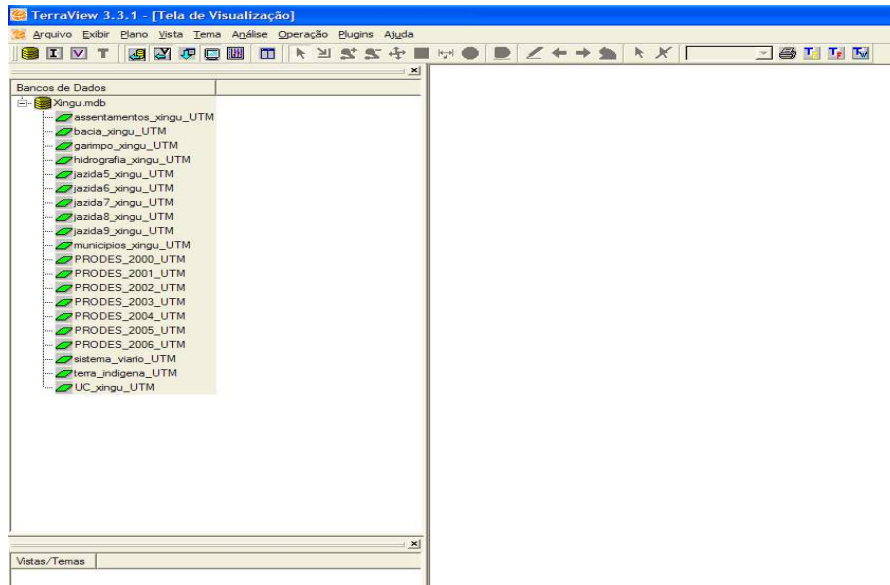 TerraView 3.3.1 - [Tela de Visualização]
Arquivo Exibir Plano Vista Tema Análise Operação Plugins Ajuda
Bancos de Dados
Xingu.mdb
assentamentos_xingu_UTM
bacia_xingu_UTM
garimpo_xingu_UTM
hidrografia_xingu_UTM
jazida5_xingu_UTM
jazida6_xingu_UTM
jazida7_xingu_UTM
jazida8_xingu_UTM
jazida9_xingu_UTM
municipios_xingu_UTM
PRODES_2000_UTM
PRODES_2001_UTM
PRODES_2002_UTM
PRODES_2003_UTM
PRODES_2004_UTM
PRODES_2005_UTM
PRODES_2006_UTM
sistema_viario_UTM
terra_indigena_UTM
UC_xingu_UTM
Vistas/Temas